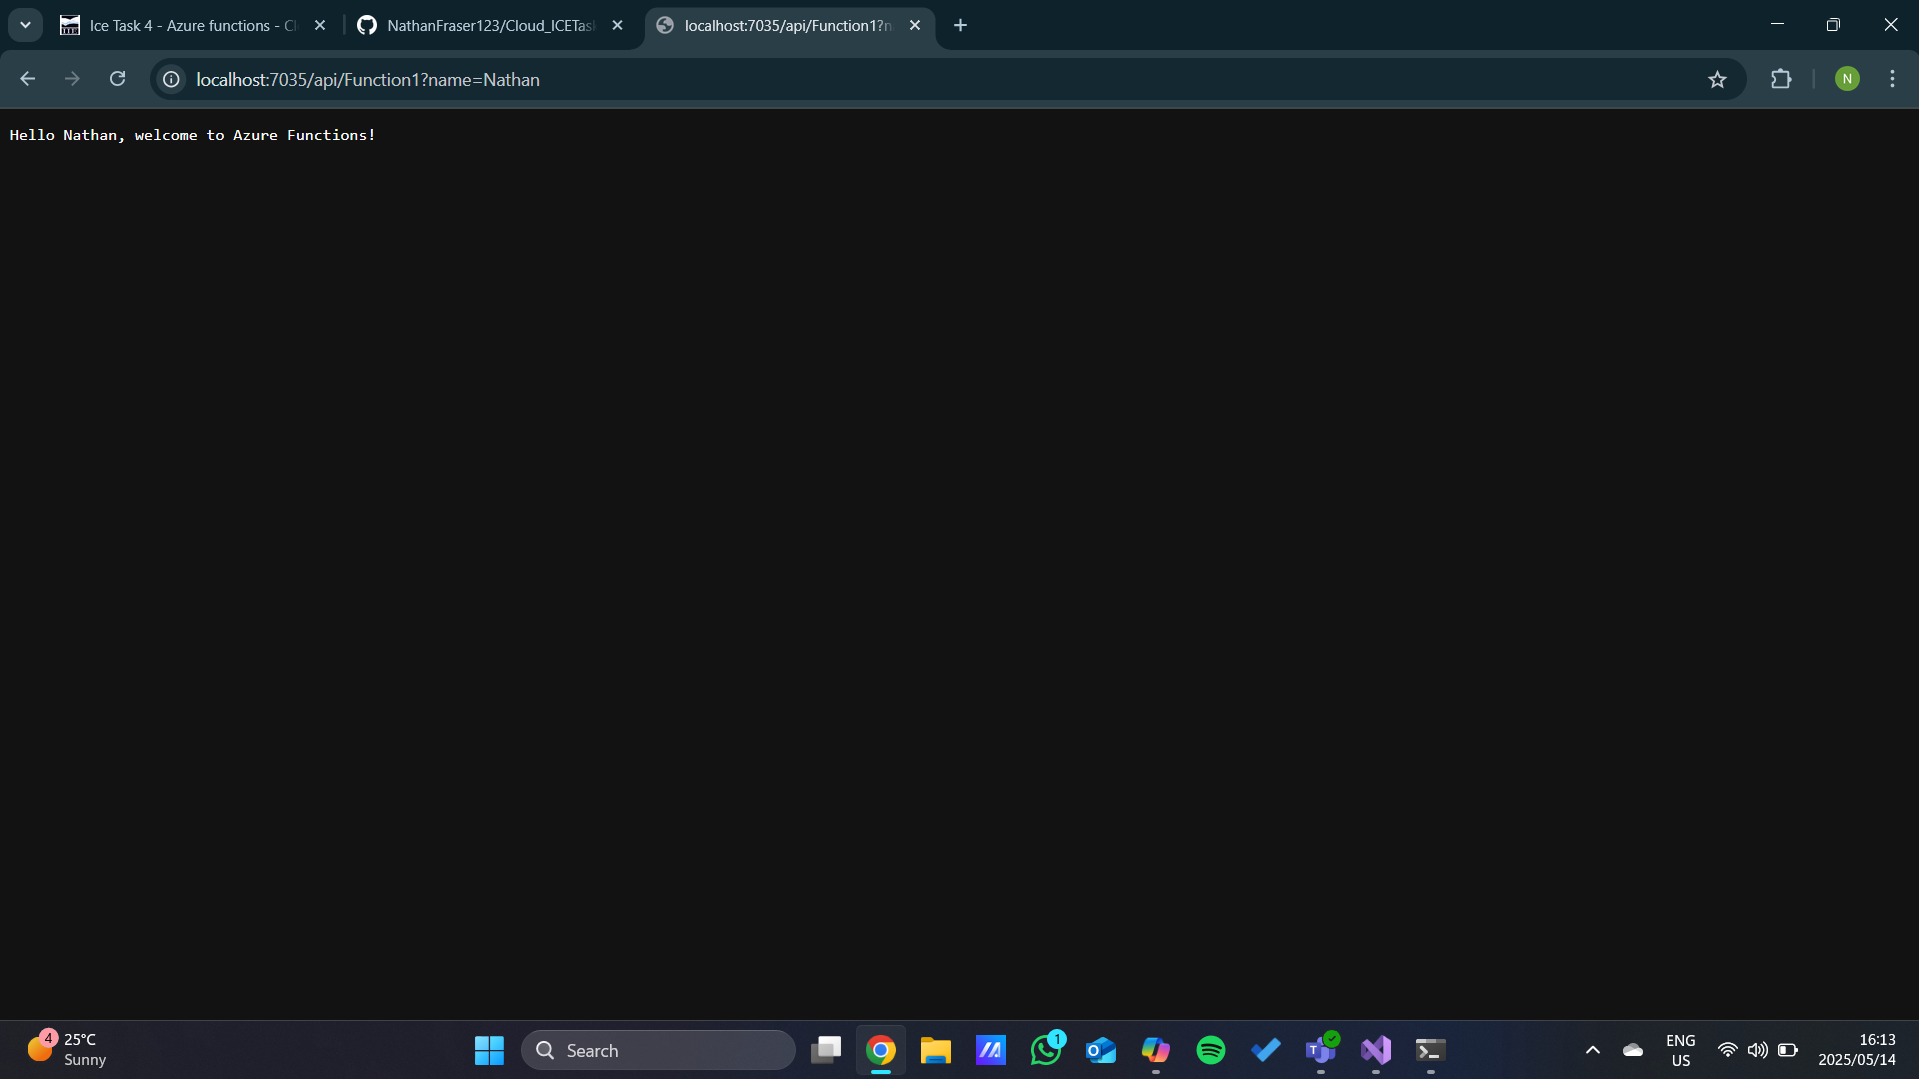 Ice Task 4 - Azure functions - Cl
NathanFraser123/Cloud_ICETas
localhost:7035/api/Function1?n
localhost:7035/api/Function1?name=Nathan
N
Hello Nathan, welcome to Azure Functions!
4
25°C
Sunny
Search
1
ENG
US
16:13
2025/05/14